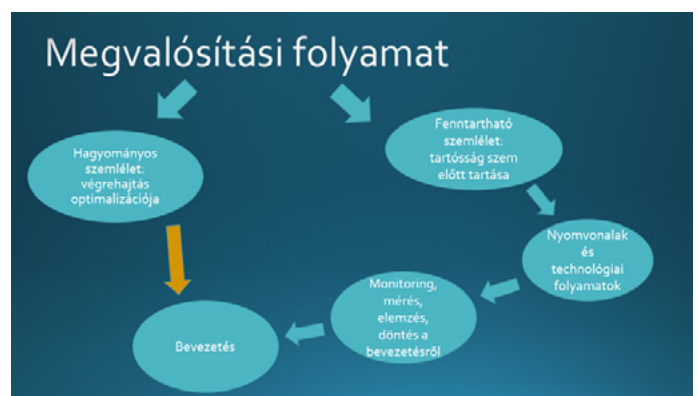 Megvalósítási folyamat
Hagyományos
szemlélet:
végrehajtás
optimalizációja
Fenntartható
szemlélet:
tartósság szem
előtt tartása
Nyomvonalak
és
technológiai
folyamatok
Monitoring,
mérés,
elemzés,
döntés a
bevezetésről
Bevezetés